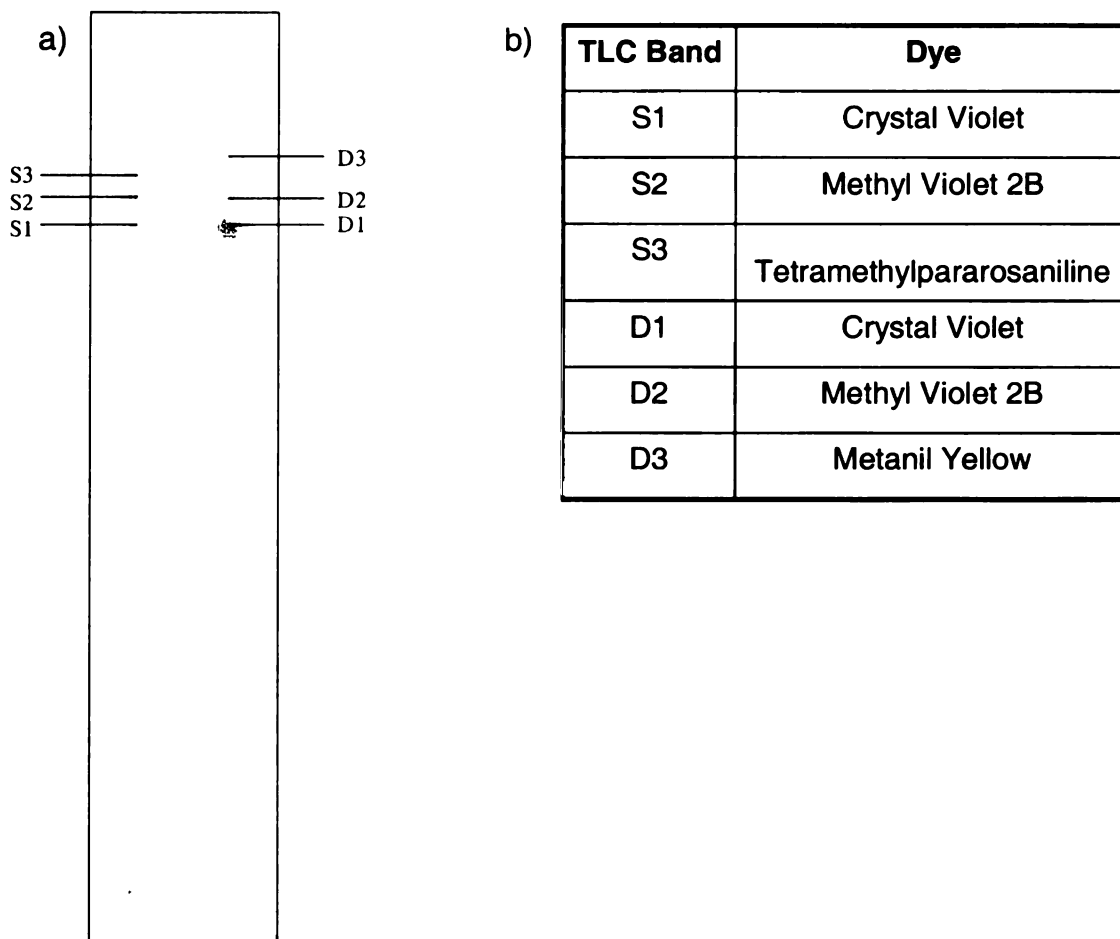 a)
S3
S2
S1
D3
D2
D1
b)
TLC Band Dye
S1 Crystal Violet
S2 Methyl Violet 2B
S3 Tetramethylpararosaniline
D1 Crystal Violet
D2 Methyl Violet 2B
D3 Metanil Yellow